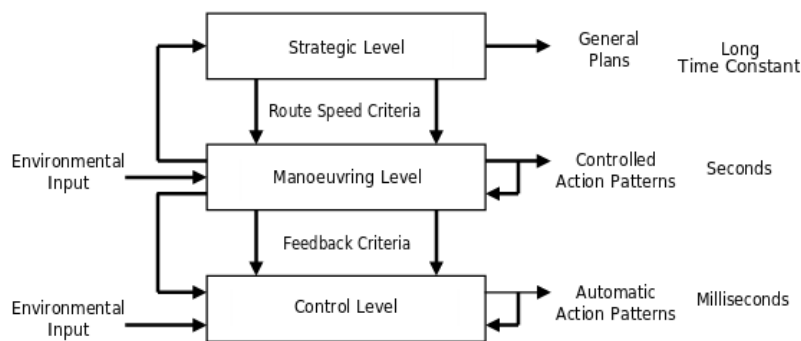 Strategic Level
General
Plans
Long
Time Constant
Route Speed Criteria
Environmental
Input
Manoeuvring Level
Controlled
Action Patterns
Seconds
Feedback Criteria
Environmental
Input
Control Level
Automatic
Action Patterns
Milliseconds